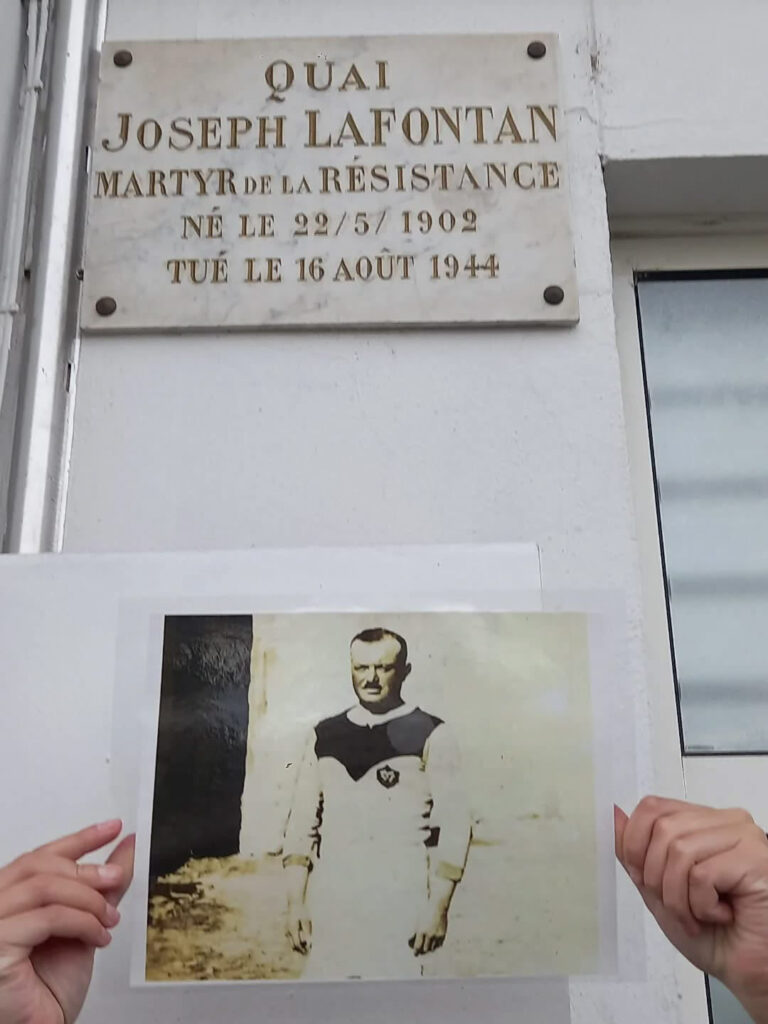 QUAI
JOSEPH LAFONTAN
MARTYR DE LA RÉSISTANCE
NÉ LE 22/5/1902
TUÉ LE 16 AOÛT 1944